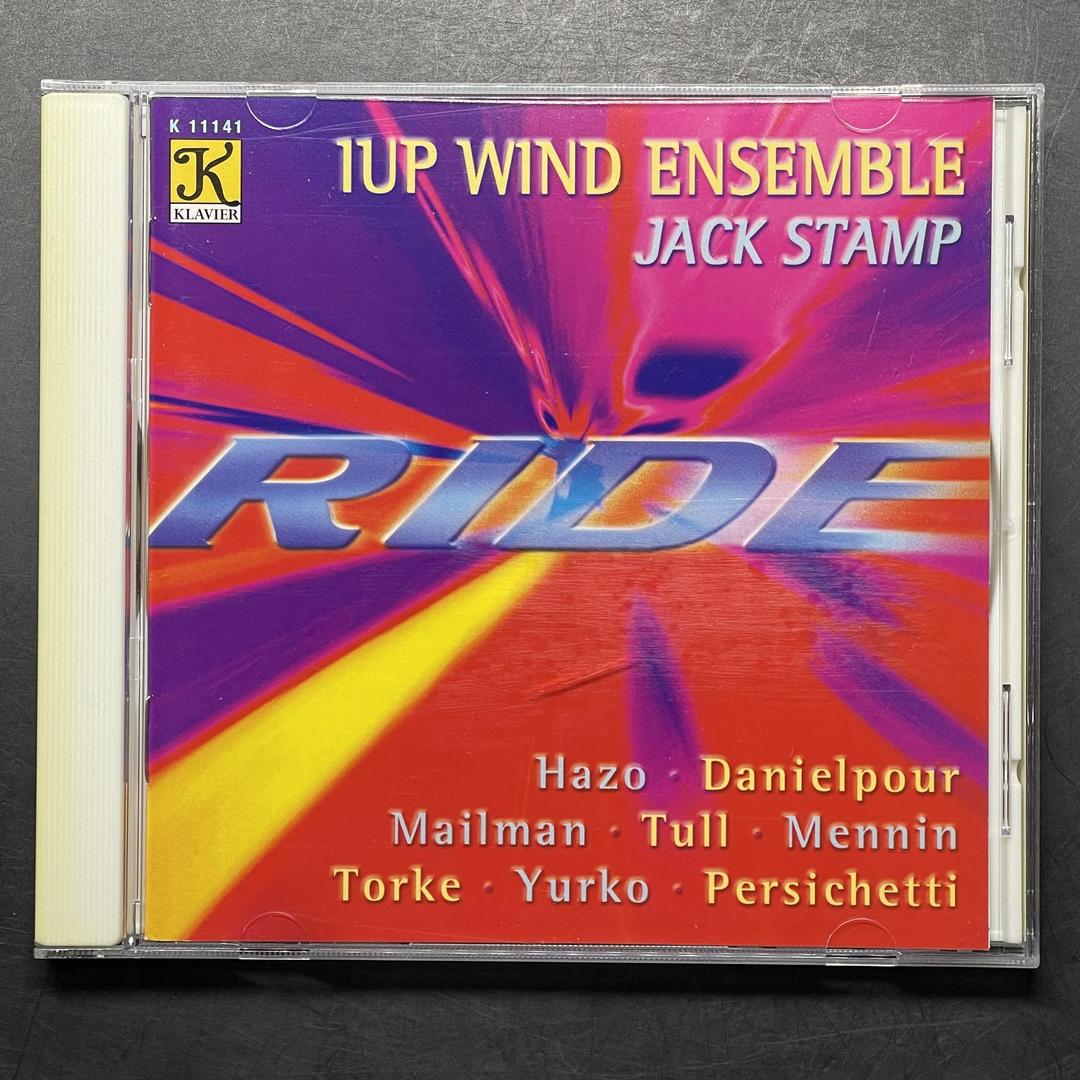 K 11141
K
KLAVIER
IUP WIND ENSEMBLE
JACK STAMP
RIDE
Hazo · Danielpour
Mailman · Tull · Mennin
Torke · Yurko · Persichetti